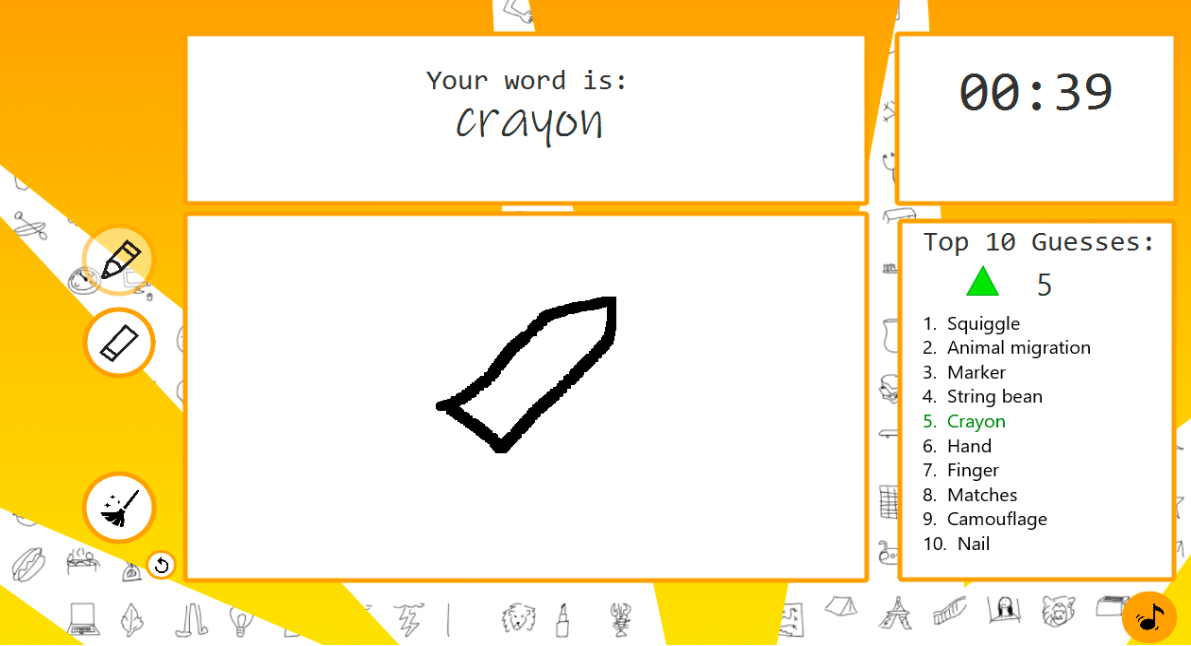 Your word is:
crayon
00:39
Top 10 Guesses:
5
1. Squiggle
2. Animal migration
3. Marker
4. String bean
5. Crayon
6. Hand
7. Finger
8. Matches
9. Camouflage
10. Nail